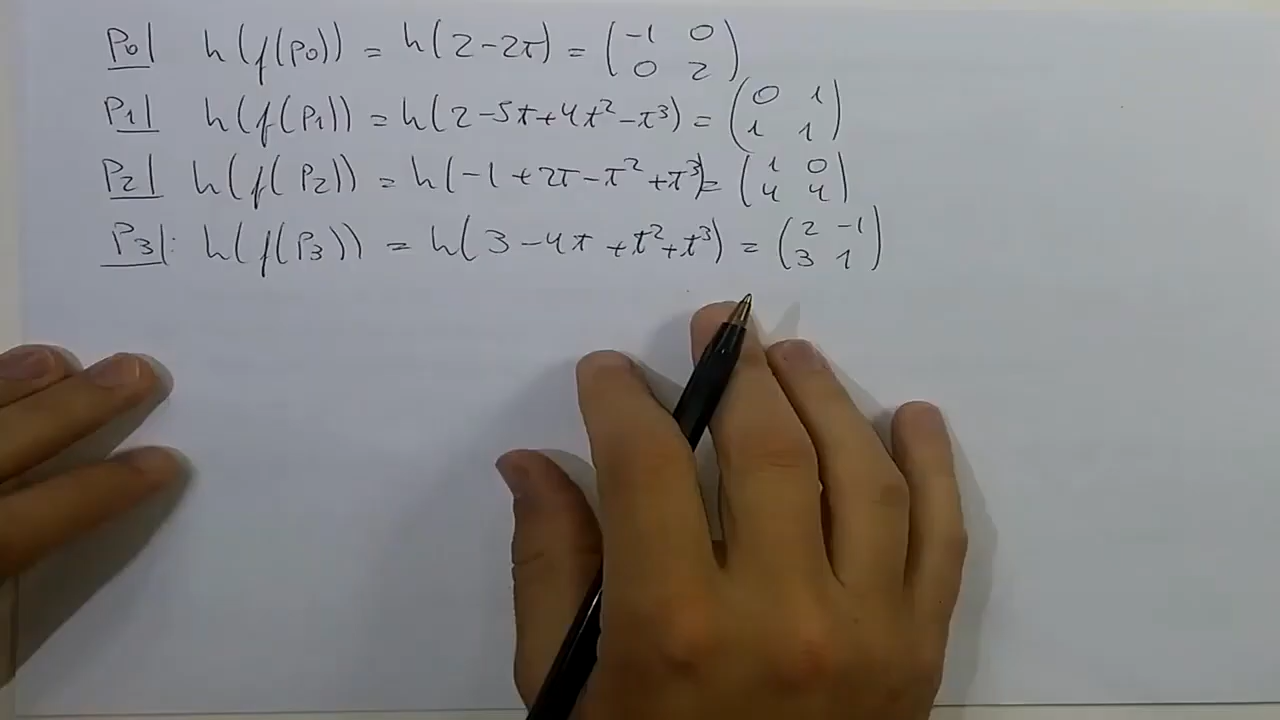 P0| h(f(P0)) = h(2-2t) = (-1 0 0 2)
P1| h(f(P1)) = h(2-5t+4t²-t³) = (0 1 1 1)
P2| h(f(P2)) = h(-1+2t-t²+t³) = (1 0 4 4)
P3|: h(f(P3)) = h(3-4t+t²+t³) = (2 -1 3 1)